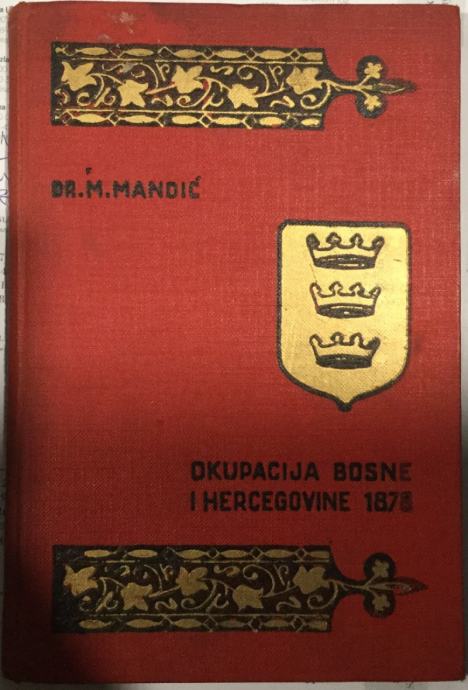 DR. M. MANDIĆ
OKUPACIJA BOSNE
I HERCEGOVINE 1878